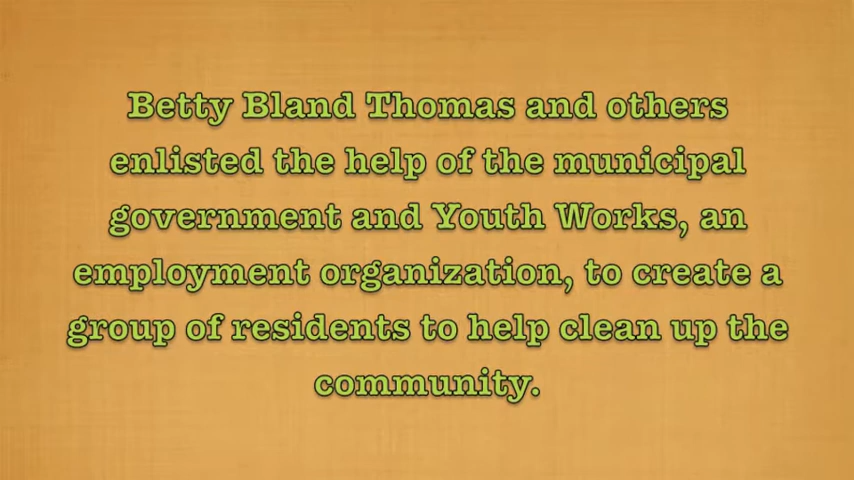 Betty Bland Thomas and others
enlisted the help of the municipal
government and Youth Works, an
employment organization, to create a
group of residents to help clean up the
community.